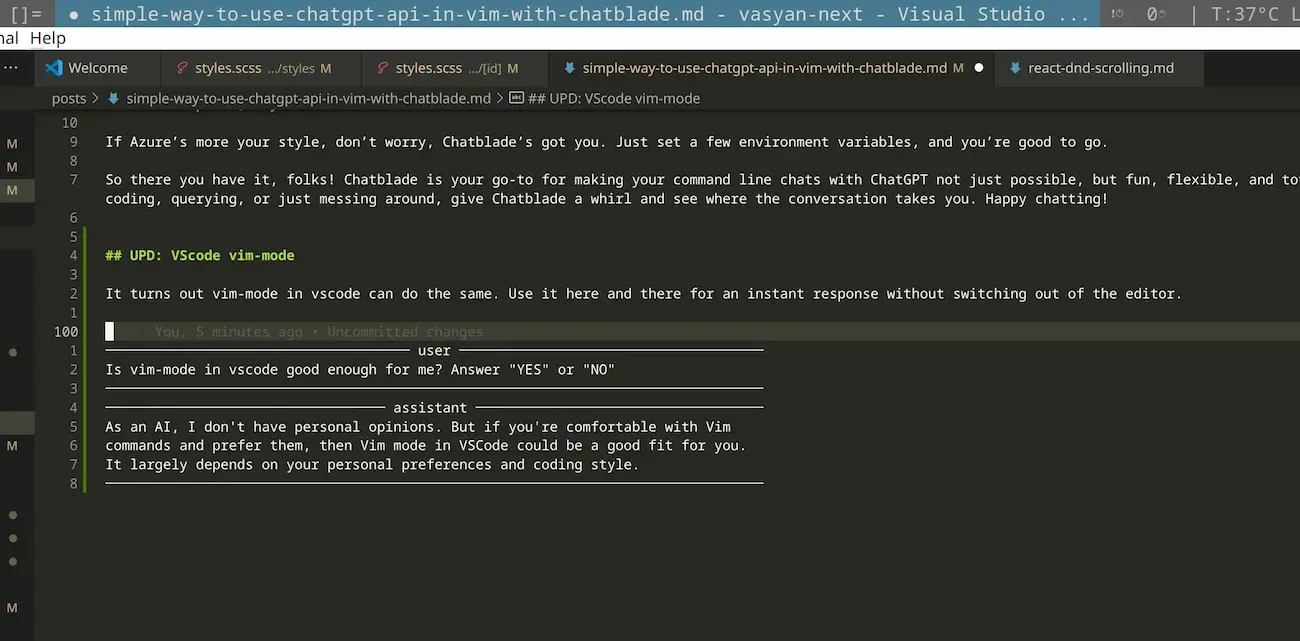 []= ● simple-way-to-use-chatgpt-api-in-vim-with-chatblade.md - vasyan-next - Visual Studio ... 0 | T:37°C L
nal Help
... Welcome styles.scss .../styles M styles.scss .../[id] M simple-way-to-use-chatgpt-api-in-vim-with-chatblade.md M ● react-dnd-scrolling.md
posts > simple-way-to-use-chatgpt-api-in-vim-with-chatblade.md > ## UPD: VScode vim-mode
10
M 9 If Azure’s more your style, don’t worry, Chatblade’s got you. Just set a few environment variables, and you’re good to go.
M 8
M 7 So there you have it, folks! Chatblade is your go-to for making your command line chats with ChatGPT not just possible, but fun, flexible, and to
coding, querying, or just messing around, give Chatblade a whirl and see where the conversation takes you. Happy chatting!
6
5
4 ## UPD: VScode vim-mode
3
2 It turns out vim-mode in vscode can do the same. Use it here and there for an instant response without switching out of the editor.
1
100 You, 5 minutes ago • Uncommitted changes
1 user
2 Is vim-mode in vscode good enough for me? Answer "YES" or "NO"
3
4 assistant
5 As an AI, I don't have personal opinions. But if you're comfortable with Vim
M 6 commands and prefer them, then Vim mode in VSCode could be a good fit for you.
7 It largely depends on your personal preferences and coding style.
8
M